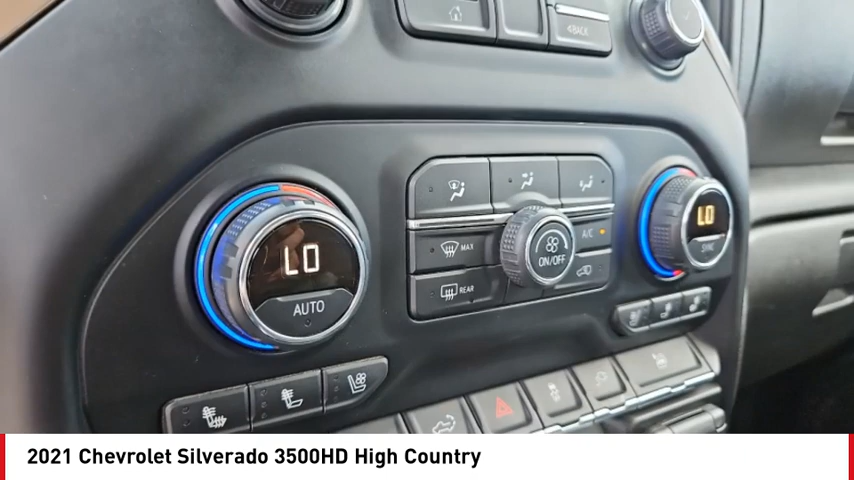 BACK
MAX
A/C
LO
LO
ON/OFF
SYNC
AUTO
REAR
2021 Chevrolet Silverado 3500HD High Country